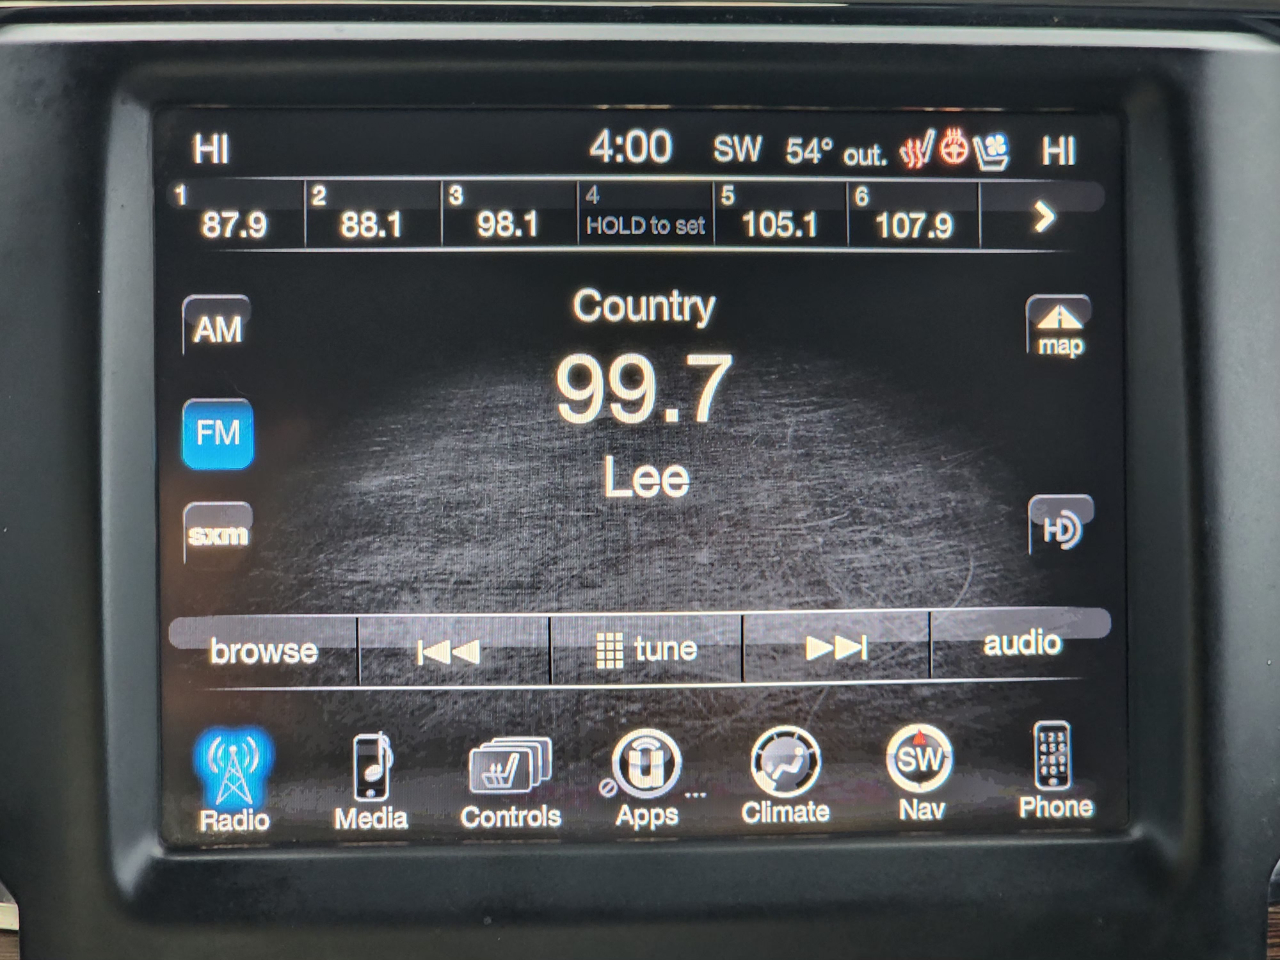 HI 4:00 SW 54° out. HI
1 2 3 4 5 6
87.9 88.1 98.1 HOLD to set 105.1 107.9
Country
AM
map
99.7
FM
Lee
sxm
HD
browse tune audio
SW
Radio Media Controls Apps ... Climate Nav Phone